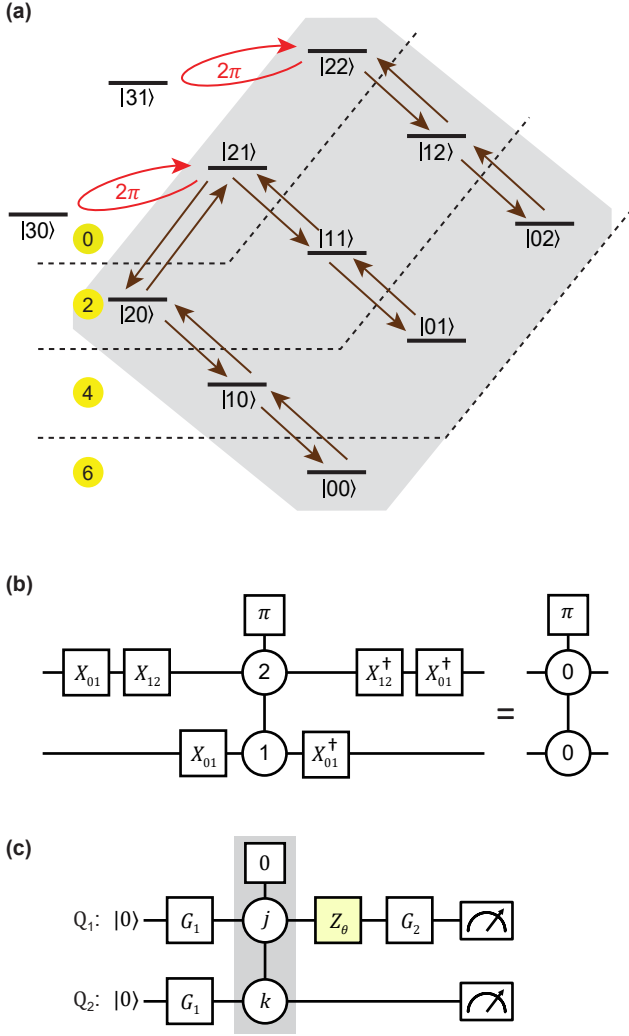 (a)
|22⟩
2π
|31⟩
|12⟩
|21⟩
2π
|30⟩
|11⟩
|02⟩
0
2
|20⟩
|01⟩
4
|10⟩
6
|00⟩
(b)
π π
X₀₁ X₁₂ 2 X†₁₂ X†₀₁ 0
=
X₀₁ 1 X†₀₁ 0
(c)
0
Q₁: |0⟩ G₁ j Z_θ G₂
Q₂: |0⟩ G₁ k